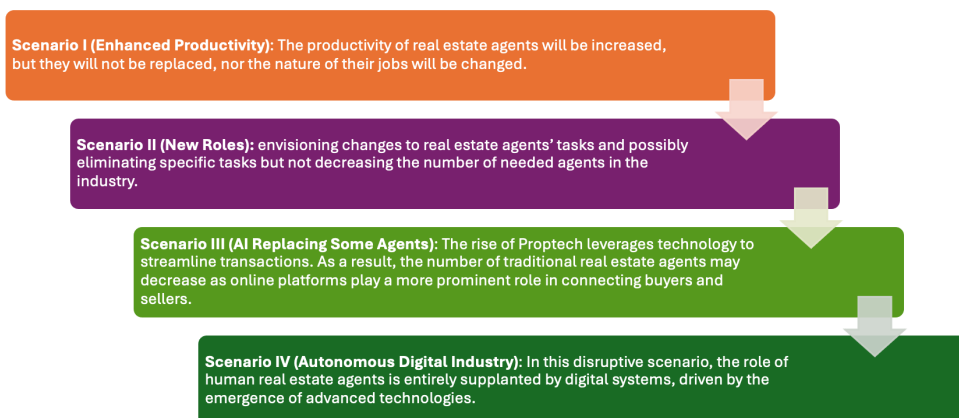 Scenario I (Enhanced Productivity): The productivity of real estate agents will be increased,
but they will not be replaced, nor the nature of their jobs will be changed.
Scenario II (New Roles): envisioning changes to real estate agents’ tasks and possibly
eliminating specific tasks but not decreasing the number of needed agents in the
industry.
Scenario III (AI Replacing Some Agents): The rise of Proptech leverages technology to
streamline transactions. As a result, the number of traditional real estate agents may
decrease as online platforms play a more prominent role in connecting buyers and
sellers.
Scenario IV (Autonomous Digital Industry): In this disruptive scenario, the role of
human real estate agents is entirely supplanted by digital systems, driven by the
emergence of advanced technologies.